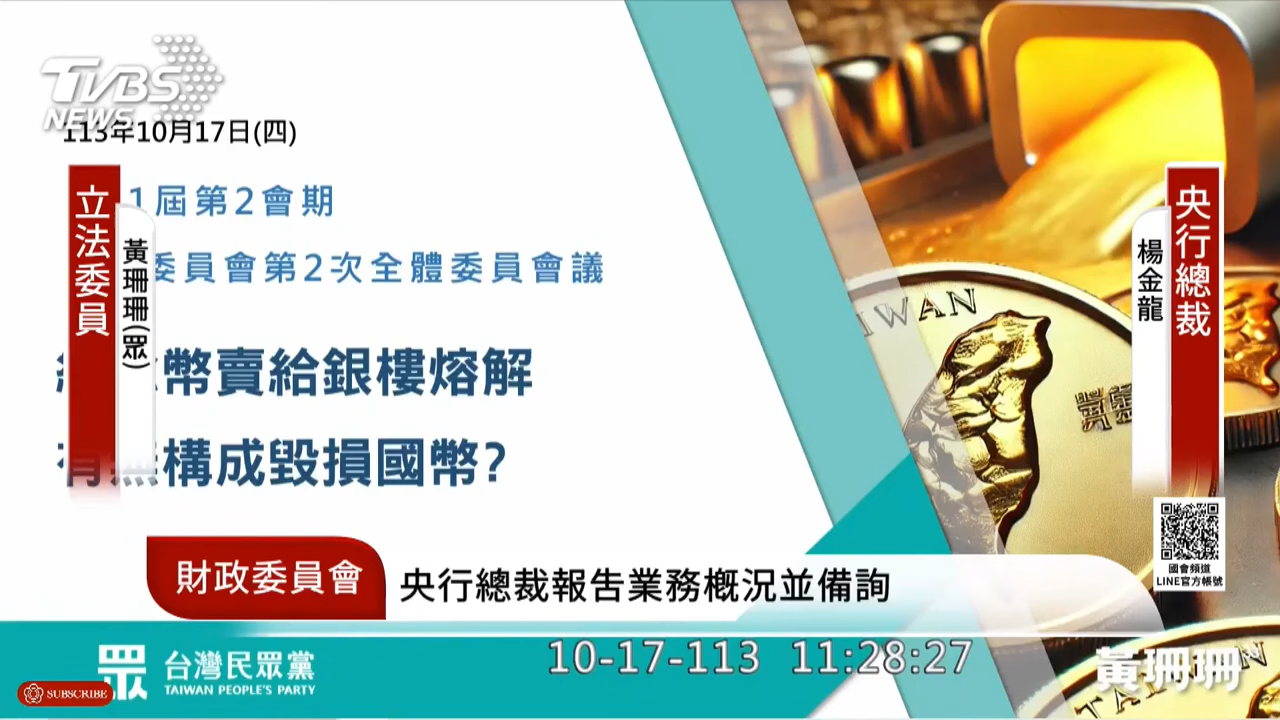 TVBS
NEWS
113年10月17日(四)
1屆第2會期
委員會第2次全體委員會議
幣賣給銀樓熔解
有無構成毀損國幣?
立法委員
黃珊珊(眾)
央行總裁
楊金龍
TAIWAN
國會頻道
LINE官方帳號
財政委員會
央行總裁報告業務概況並備詢
眾
台灣民眾黨
TAIWAN PEOPLE'S PARTY
SUBSCRIBE
10-17-113 11:28:27
黃珊珊